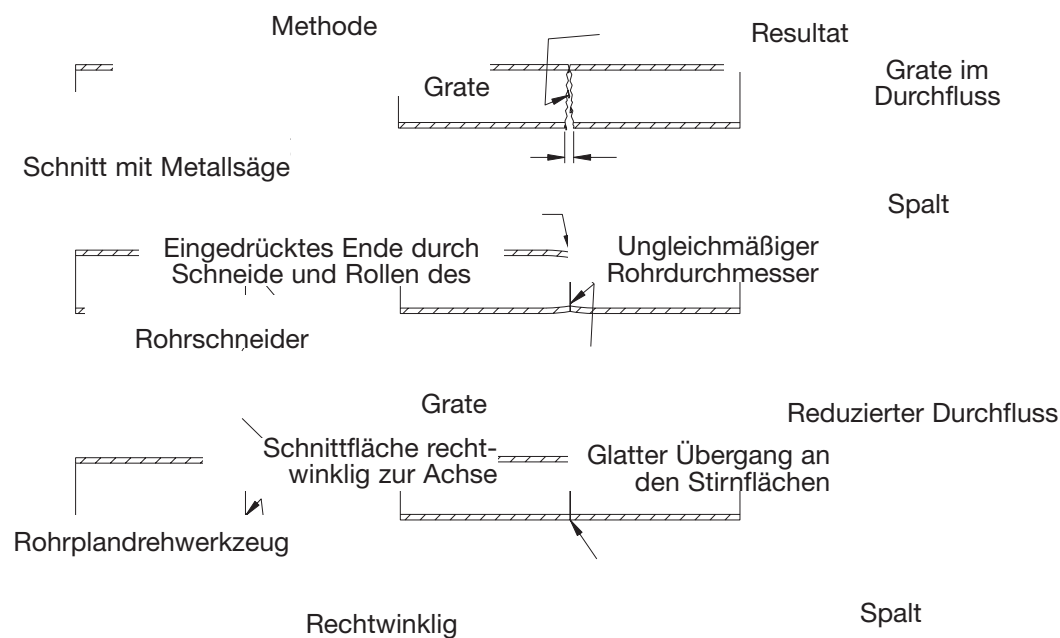 Methode
Resultat
Grate
Grate im
Durchfluss
Schnitt mit Metallsäge
Spalt
Eingedrücktes Ende durch
Schneide und Rollen des
Ungleichmäßiger
Rohrdurchmesser
Rohrschneider
Grate
Reduzierter Durchfluss
Schnittfläche recht-
winklig zur Achse
Glatter Übergang an
den Stirnflächen
Rohrplandrehwerkzeug
Rechtwinklig
Spalt